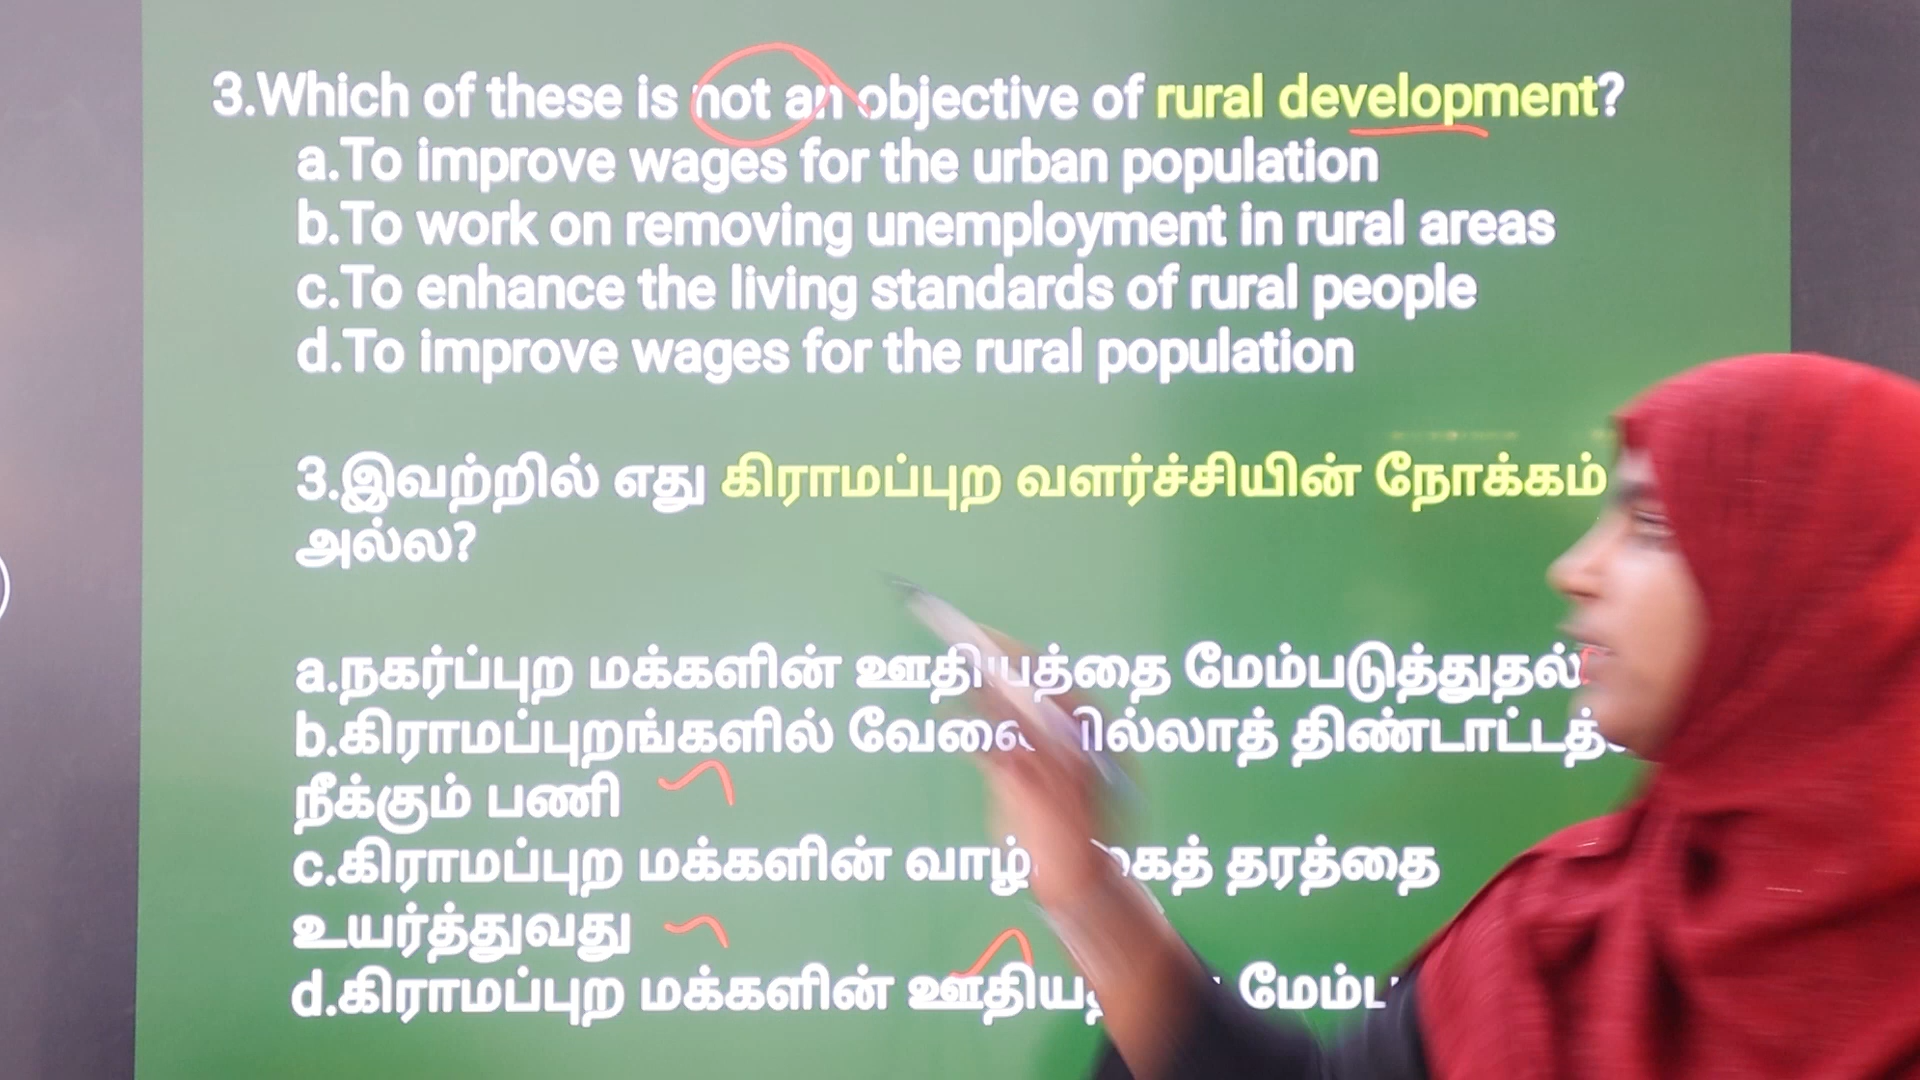 3.Which of these is not an objective of rural development?
a.To improve wages for the urban population
b.To work on removing unemployment in rural areas
c.To enhance the living standards of rural people
d.To improve wages for the rural population
3.இவற்றில் எது கிராமப்புற வளர்ச்சியின் நோக்கம்
அல்ல?
a.நகர்ப்புற மக்களின் ஊதியத்தை மேம்படுத்துதல்
b.கிராமப்புறங்களில்
நீக்கும் பணி
c.கிராமப்புற மக்களின் தரத்தை
உயர்த்துவது
d.கிராமப்புற மக்களின்